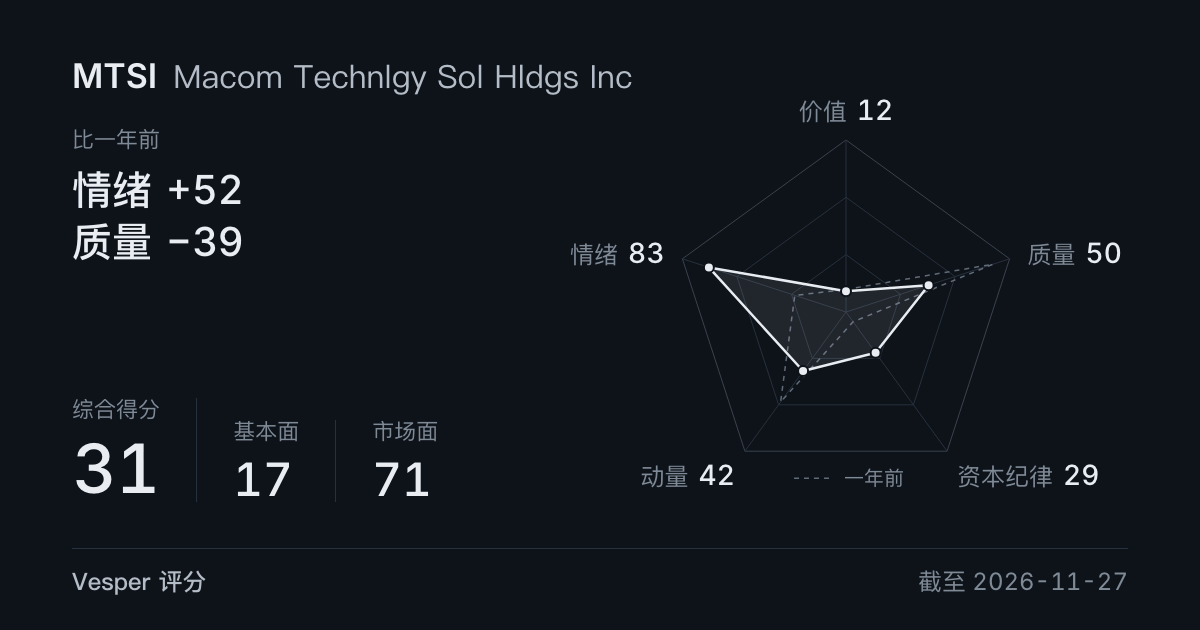 MTSI Macom Technlgy Sol Hldgs Inc
比一年前
情绪 +52
质量 −39
价值 12
情绪 83
质量 50
动量 42
---- 一年前
资本纪律 29
综合得分
31
基本面
17
市场面
71
Vesper 评分
截至 2026-11-27